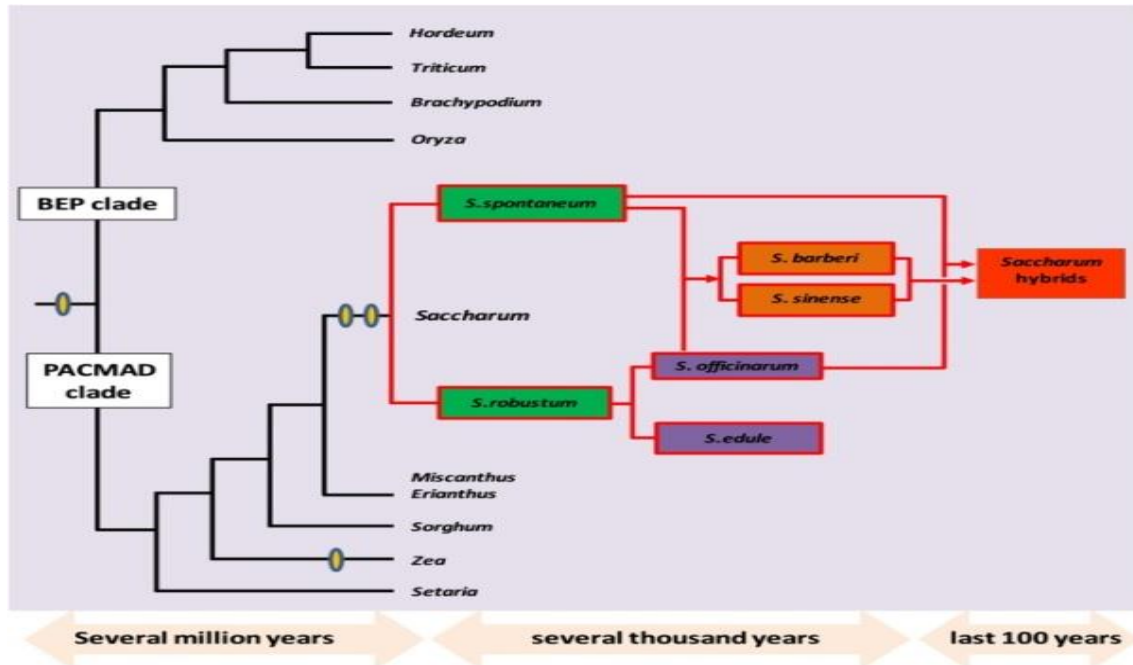 Hordeum
Triticum
Brachypodium
Oryza
BEP clade
S.spontaneum
S. barberi
S. sinense
Saccharum
hybrids
Saccharum
PACMAD
clade
S. officinarum
S.robustum
S.edule
Miscanthus
Erianthus
Sorghum
Zea
Setaria
Several million years
several thousand years
last 100 years